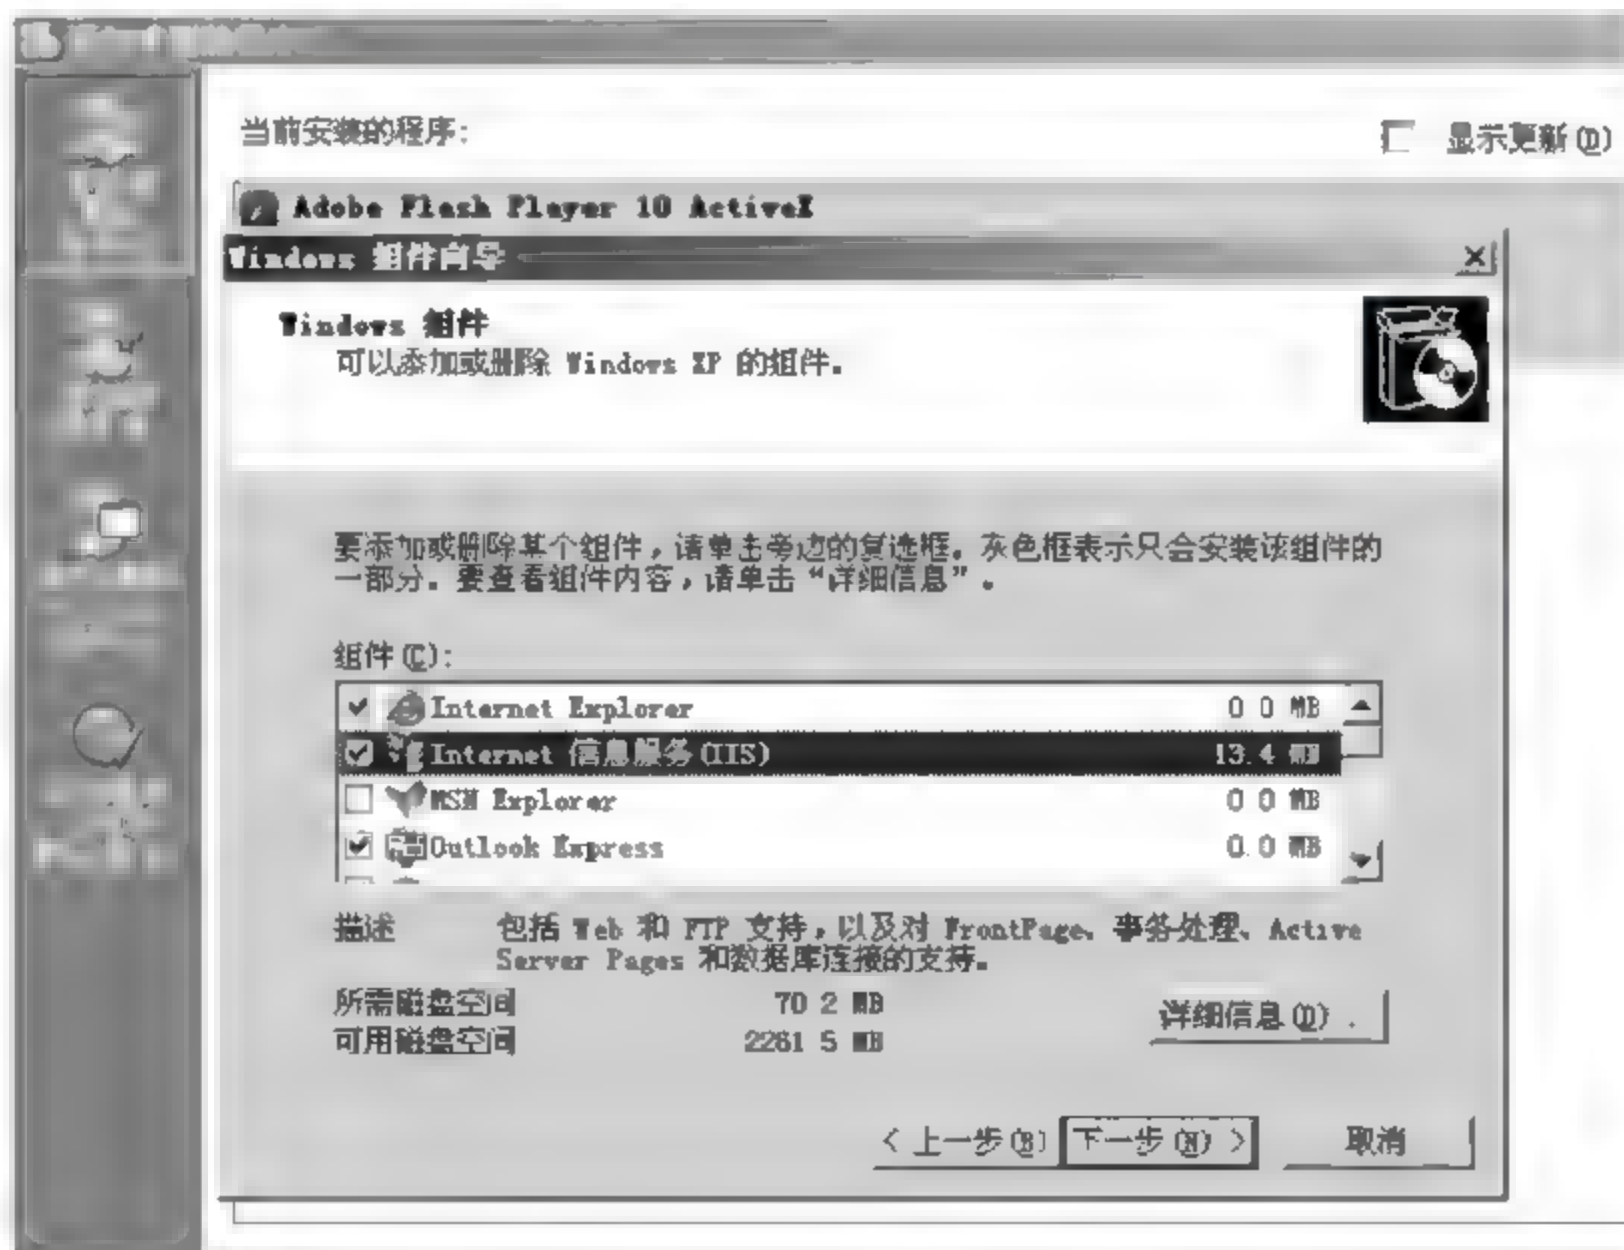 当前安装的程序:
显示更新(D)
Adobe Flash Player 10 ActiveX
Windows 组件向导
Windows 组件
可以添加或删除 Windows XP 的组件。
要添加或删除某个组件，请单击旁边的复选框。灰色框表示只会安装该组件的
一部分。要查看组件内容，请单击“详细信息”。
组件(C):
Internet Explorer 0.0 MB
Internet 信息服务(IIS) 13.4 MB
MSN Explorer 0.0 MB
Outlook Express 0.0 MB
描述 包括 Web 和 FTP 支持，以及对 FrontPage、事务处理、Active
Server Pages 和数据库连接的支持。
所需磁盘空间 70.2 MB
可用磁盘空间 2261.5 MB
详细信息(D)...
< 上一步(B) 下一步(N) > 取消